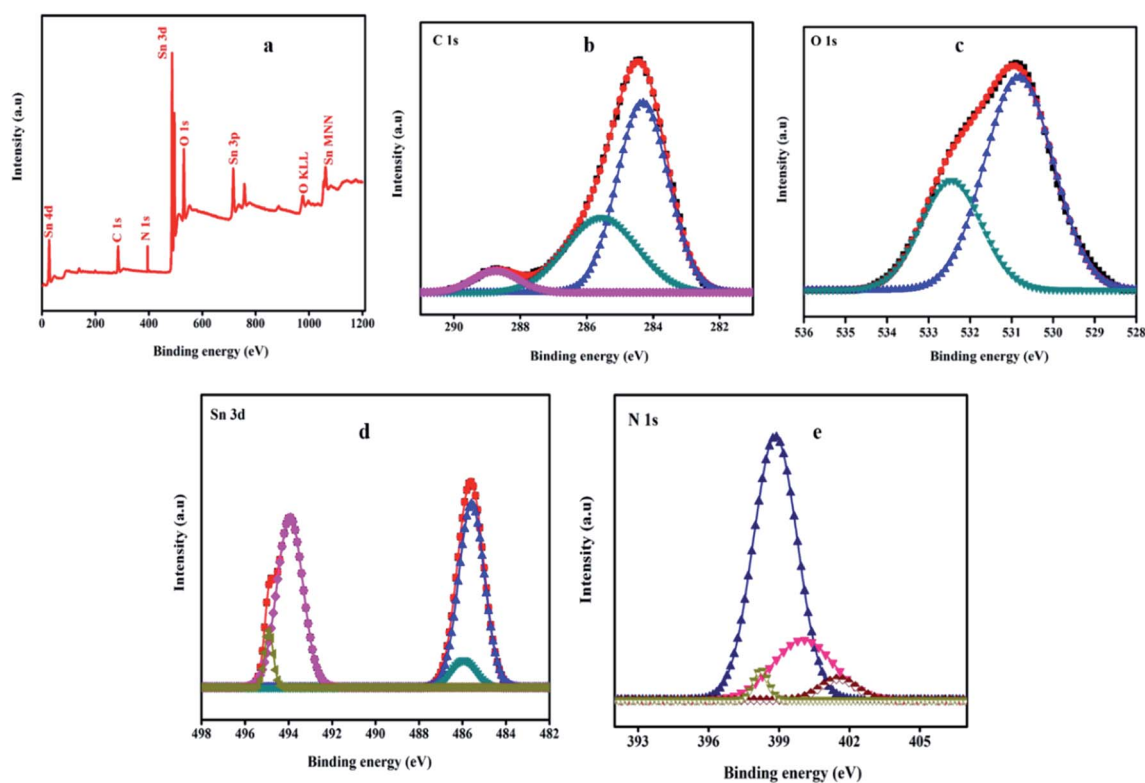 a
Sn 3d
O 1s
Sn 3p
O KLL
Sn MNN
Sn 4d
C 1s
N 1s
Intensity (a.u)
0 200 400 600 800 1000 1200
Binding energy (eV)
C 1s
b
Intensity (a.u)
290 288 286 284 282
Binding energy (eV)
O 1s
c
Intensity (a.u)
536 535 534 533 532 531 530 529 528
Binding energy (eV)
Sn 3d
d
Intensity (a.u)
498 496 494 492 490 488 486 484 482
Binding energy (eV)
N 1s
e
Intensity (a.u)
393 396 399 402 405
Binding energy (eV)